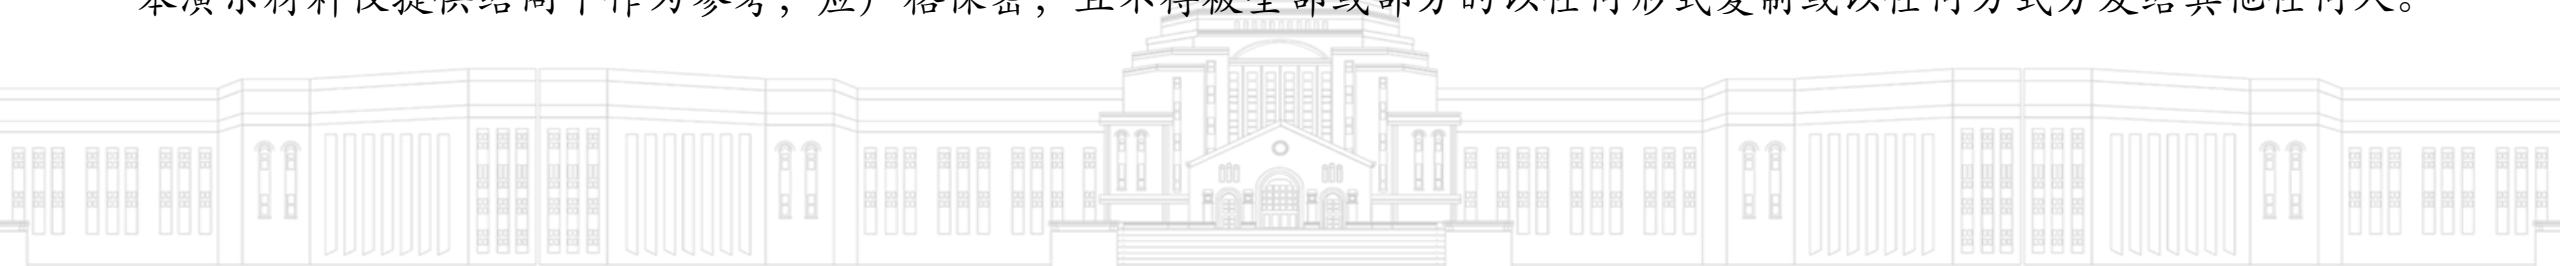 本演示材料仅提供给阁下作为参考，应严格保密，且不得被全部或部分的以任何形式复制或以任何方式分发给其他任何人。